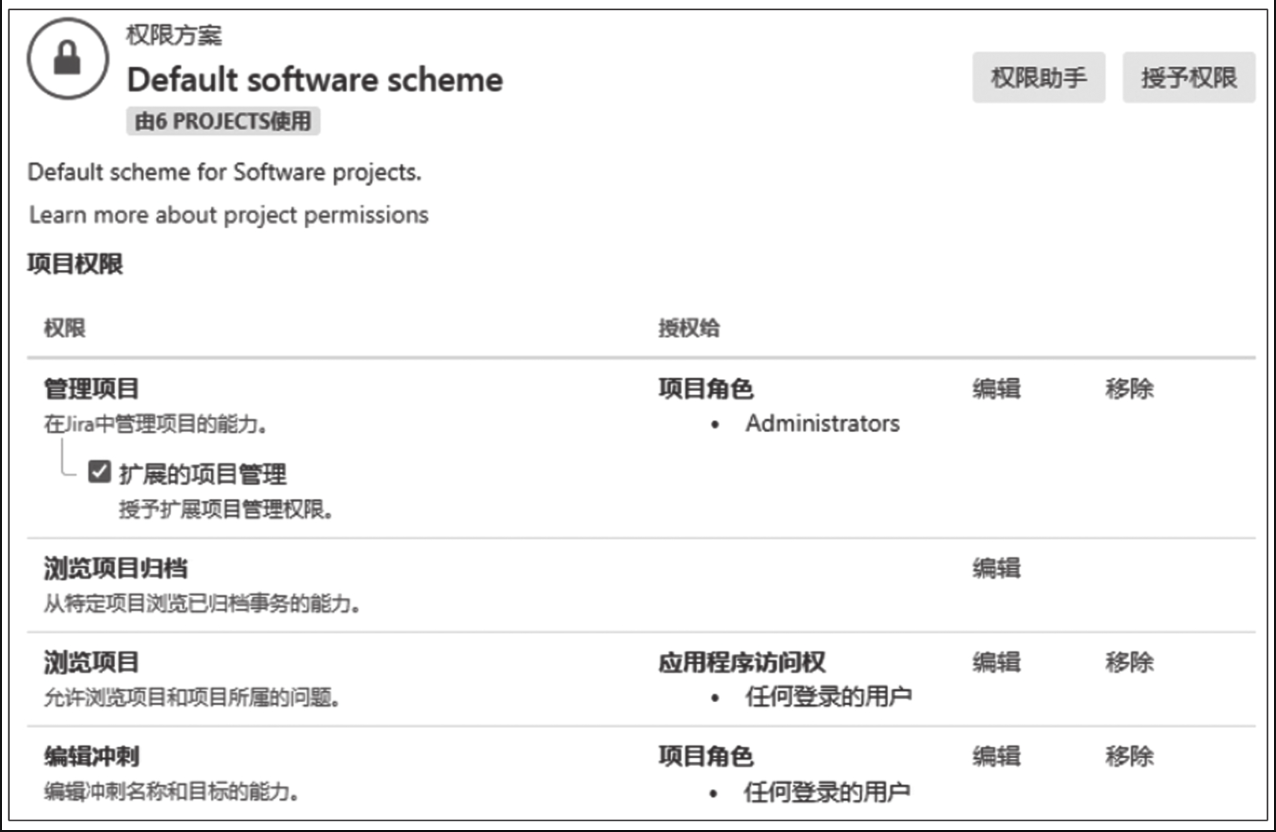 权限方案
Default software scheme
权限助手
授予权限
由6 PROJECTS使用
Default scheme for Software projects.
Learn more about project permissions
项目权限
权限
授权给
管理项目
项目角色
编辑
移除
在Jira中管理项目的能力。
• Administrators
扩展的项目管理
授予扩展项目管理权限。
浏览项目归档
编辑
从特定项目浏览已归档事务的能力。
浏览项目
应用程序访问权
编辑
移除
允许浏览项目和项目所属的问题。
• 任何登录的用户
编辑冲刺
项目角色
编辑
移除
编辑冲刺名称和目标的能力。
• 任何登录的用户